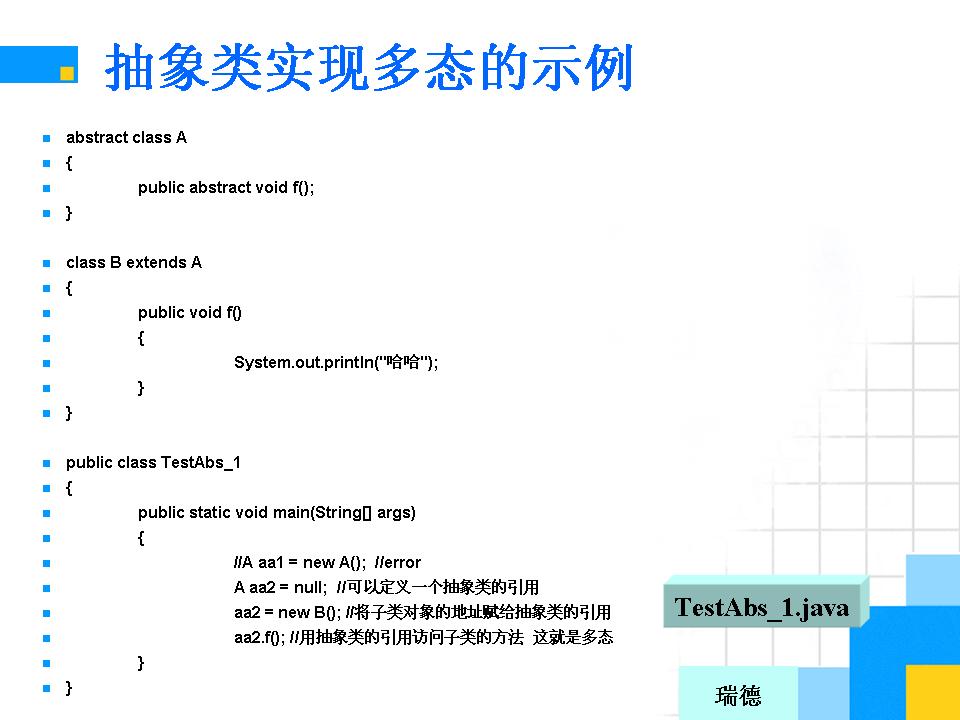 抽象类实现多态的示例
abstract class A
{
public abstract void f();
}
class B extends A
{
public void f()
{
System.out.println("哈哈");
}
}
public class TestAbs_1
{
public static void main(String[] args)
{
//A aa1 = new A();  //error
A aa2 = null;  //可以定义一个抽象类的引用
aa2 = new B(); //将子类对象的地址赋给抽象类的引用
aa2.f(); //用抽象类的引用访问子类的方法  这就是多态
}
}
TestAbs_1.java
瑞德